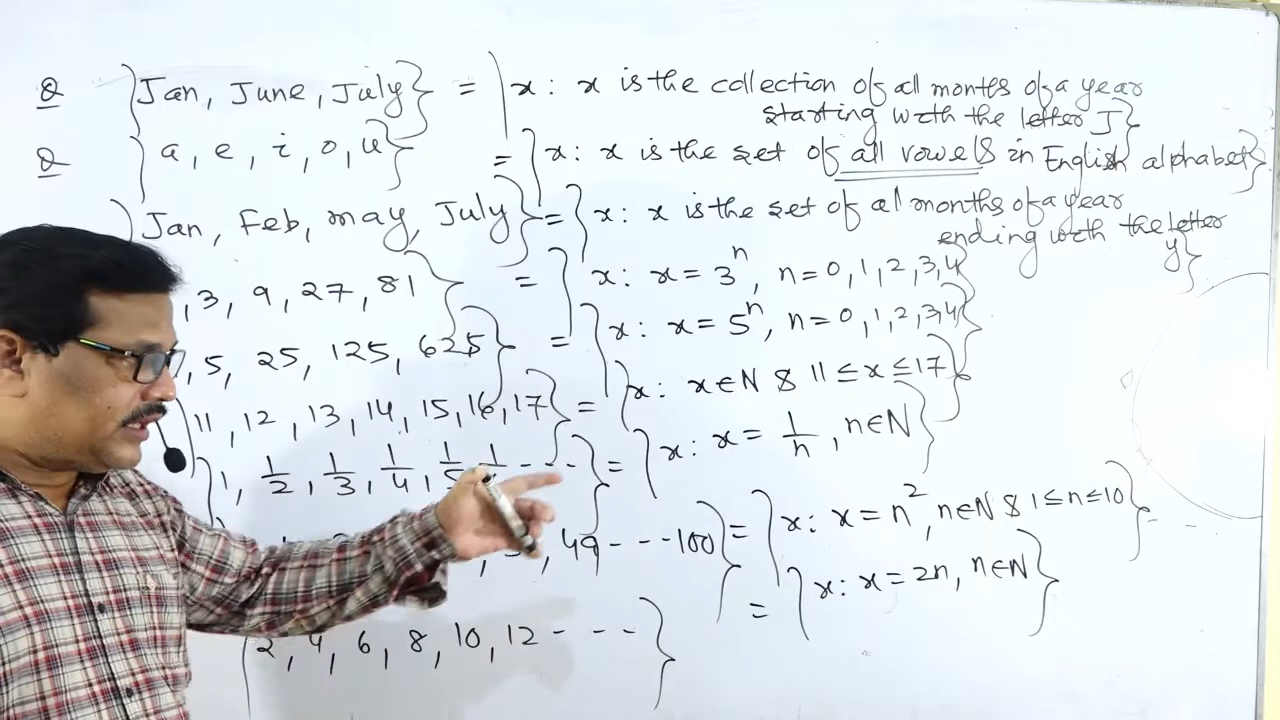 Q {Jan, June, July} = {x : x is the collection of all months of a year
starting with the letter J}
Q {a, e, i, o, u} = {x : x is the set of all vowels in English alphabet}
{Jan, Feb, may, July} = {x : x is the set of al months of a year
ending with the letter
y}
, 3, 9, 27, 81} = {x : x = 3ⁿ, n = 0, 1, 2, 3, 4}
, 5, 25, 125, 625} = {x : x = 5ⁿ, n = 0, 1, 2, 3, 4}
11, 12, 13, 14, 15, 16, 17} = {x : x ∈ N & 11 ≤ x ≤ 17}
{1, 1/2, 1/3, 1/4, 1/5, - - -} = {x : x = 1/n, n ∈ N}
, 49 - - - 100} = {x : x = n², n ∈ N & 1 ≤ n ≤ 10}
{2, 4, 6, 8, 10, 12 - - -} = {x : x = 2n, n ∈ N}